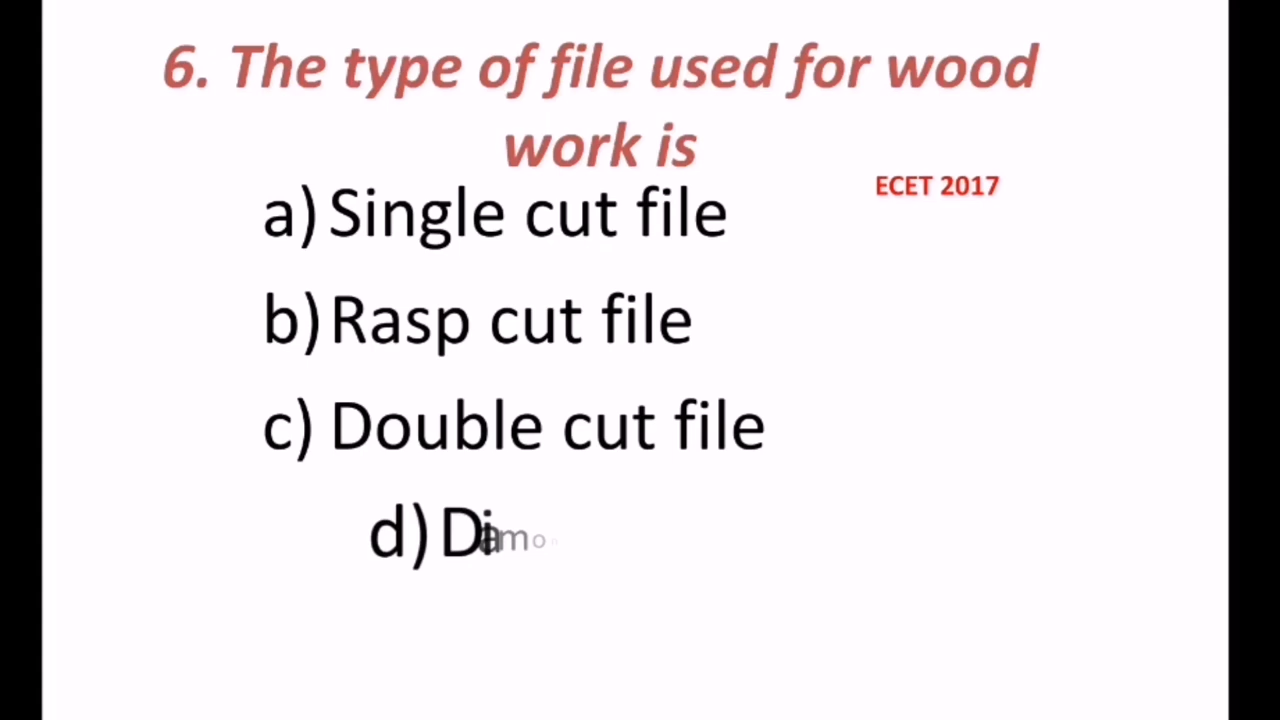 6. The type of file used for wood
work is
ECET 2017
a) Single cut file
b) Rasp cut file
c) Double cut file
d)